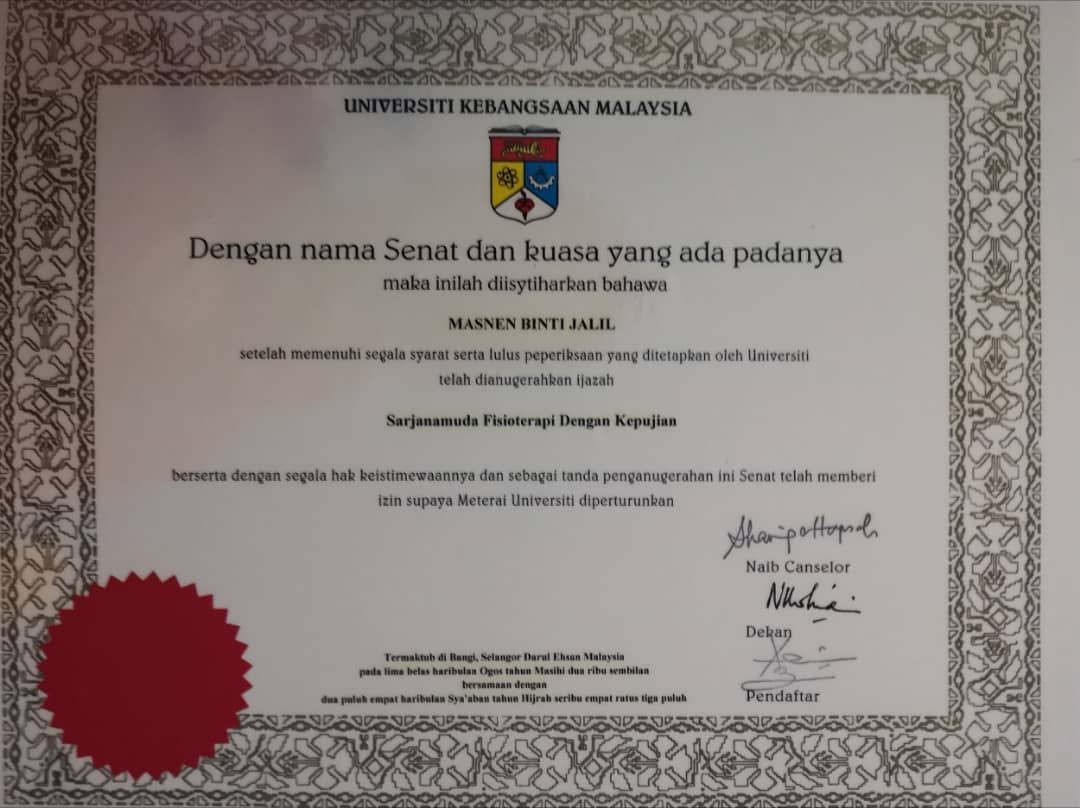 UNIVERSITI KEBANGSAAN MALAYSIA
Dengan nama Senat dan kuasa yang ada padanya
maka inilah diisytiharkan bahawa
MASNEN BINTI JALIL
setelah memenuhi segala syarat serta lulus peperiksaan yang ditetapkan oleh Universiti
telah dianugerahkan ijazah
Sarjanamuda Fisioterapi Dengan Kepujian
berserta dengan segala hak keistimewaannya dan sebagai tanda penganugerahan ini Senat telah memberi
izin supaya Meterai Universiti diperturunkan
Naib Canselor
Dekan
Pendaftar
Termaktub di Bangi, Selangor Darul Ehsan Malaysia
pada lima belas haribulan Ogos tahun Masihi dua ribu sembilan
bersamaan dengan
dua puluh empat haribulan Sya'aban tahun Hijrah seribu empat ratus tiga puluh